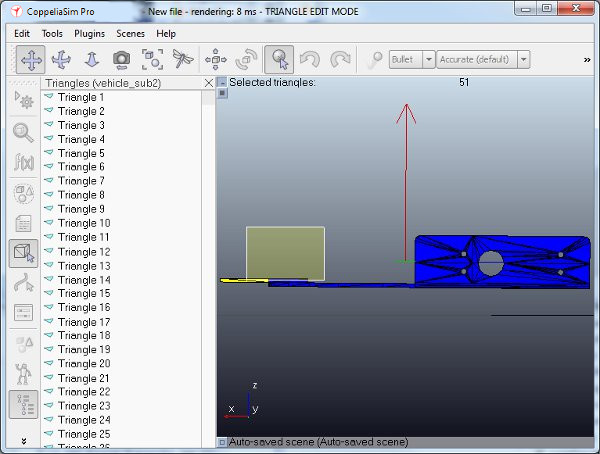 CoppeliaSim Pro
New file - rendering: 8 ms - TRIANGLE EDIT MODE
Edit Tools Plugins Scenes Help
Bullet
Accurate (default)
»
f(x)
Triangles (vehicle_sub2)
Triangle 1
Triangle 2
Triangle 3
Triangle 4
Triangle 5
Triangle 6
Triangle 7
Triangle 8
Triangle 9
Triangle 10
Triangle 11
Triangle 12
Triangle 13
Triangle 14
Triangle 15
Triangle 16
Triangle 17
Triangle 18
Triangle 19
Triangle 20
Triangle 21
Triangle 22
Triangle 23
Triangle 24
Triangle 25
Selected triangles: 51
z
x
y
Auto-saved scene (Auto-saved scene)